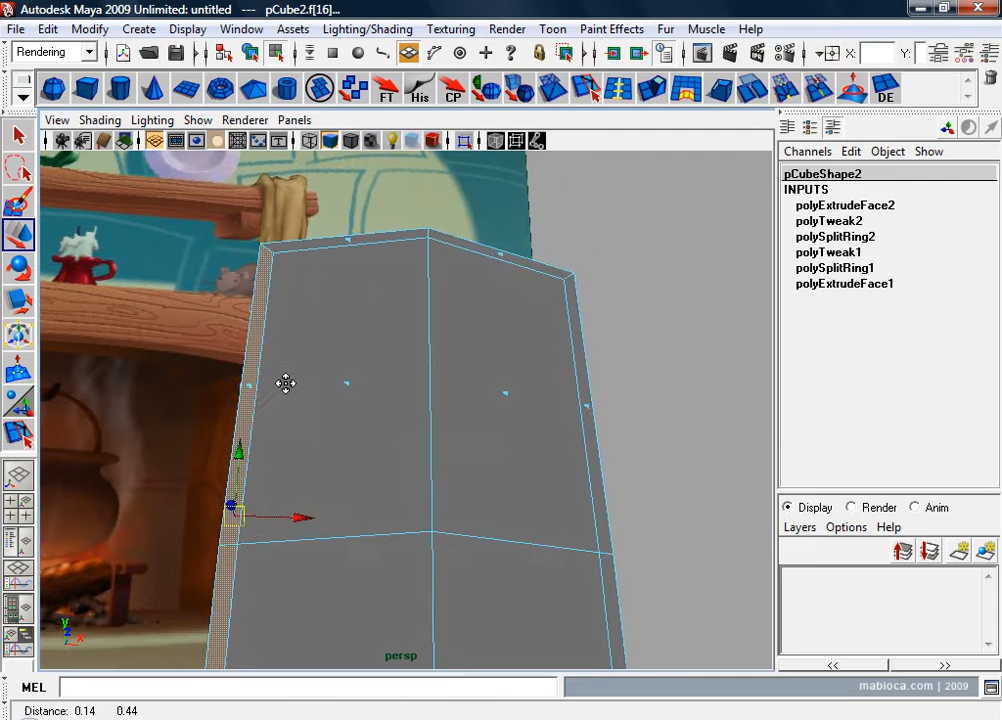 Autodesk Maya 2009 Unlimited: untitled --- pCube2.f[16]...
File Edit Modify Create Display Window Assets Lighting/Shading Texturing Render Toon Paint Effects Fur Muscle Help
Rendering X: Y:
FT His CP DE
View Shading Lighting Show Renderer Panels
Channels Edit Object Show
pCubeShape2
INPUTS
polyExtrudeFace2
polyTweak2
polySplitRing2
polyTweak1
polySplitRing1
polyExtrudeFace1
Display Render Anim
Layers Options Help
y
z x
persp
<< >>
MEL
mabioca.com | 2009
Distance: 0.14 0.44